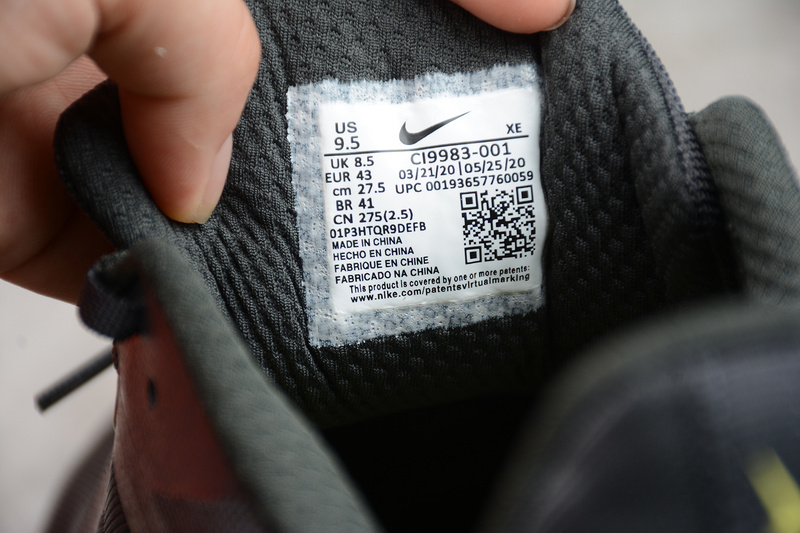 US
9.5
XE
UK 8.5 CI9983-001
EUR 43 03/21/20 | 05/25/20
cm 27.5 UPC 00193657760059
BR 41
CN 275(2.5)
01P3HTQR9DEFB
MADE IN CHINA
HECHO EN CHINA
FABRIQUE EN CHINE
FABRICADO NA CHINA
This product is covered by one or more patents:
www.nike.com/patentsvirtualmarking